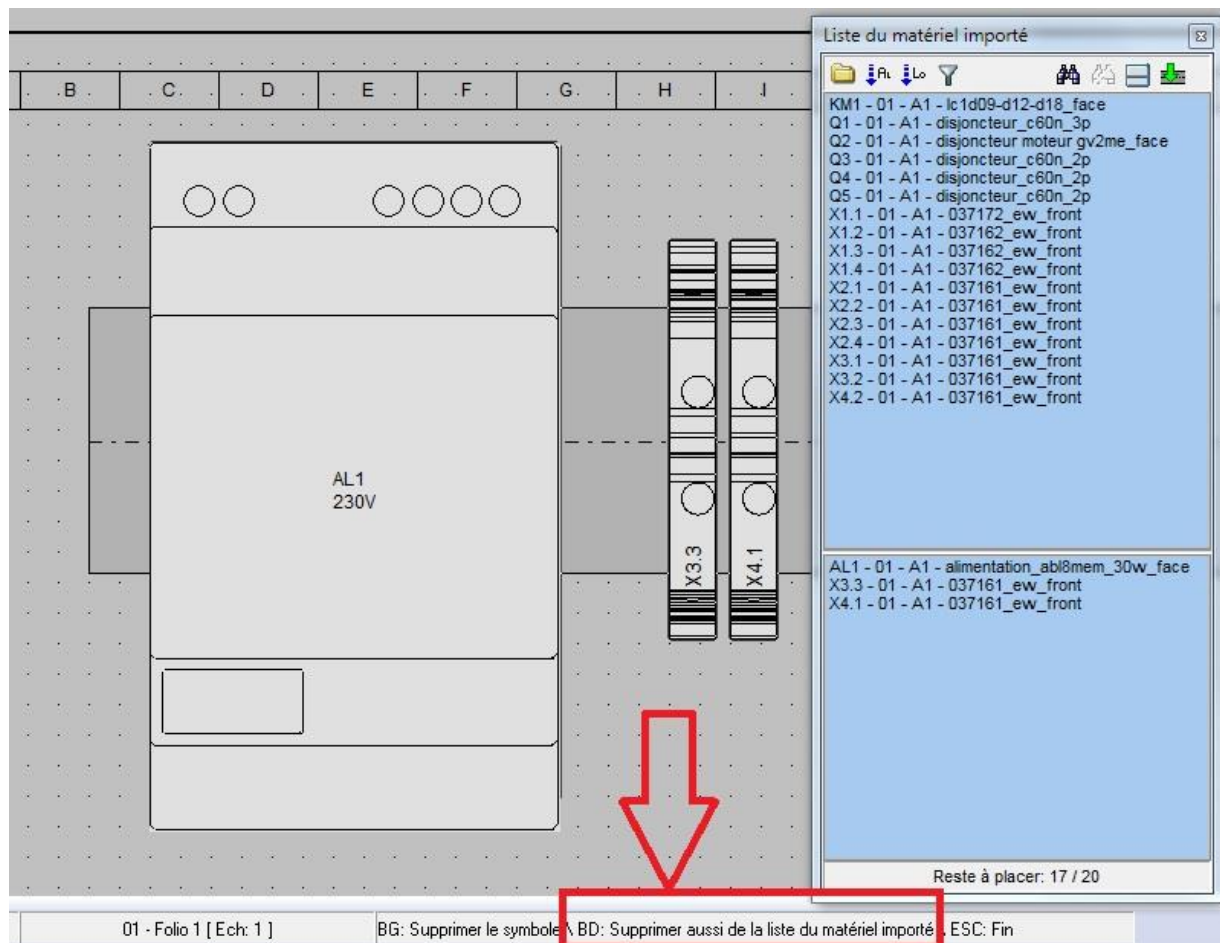 Liste du matériel importé
B C D E F G H I
KM1 - 01 - A1 - lc1d09-d12-d18_face
Q1 - 01 - A1 - disjoncteur_c60n_3p
Q2 - 01 - A1 - disjoncteur moteur gv2me_face
Q3 - 01 - A1 - disjoncteur_c60n_2p
Q4 - 01 - A1 - disjoncteur_c60n_2p
Q5 - 01 - A1 - disjoncteur_c60n_2p
X1.1 - 01 - A1 - 037172_ew_front
X1.2 - 01 - A1 - 037162_ew_front
X1.3 - 01 - A1 - 037162_ew_front
X1.4 - 01 - A1 - 037162_ew_front
X2.1 - 01 - A1 - 037161_ew_front
X2.2 - 01 - A1 - 037161_ew_front
X2.3 - 01 - A1 - 037161_ew_front
X2.4 - 01 - A1 - 037161_ew_front
X3.1 - 01 - A1 - 037161_ew_front
X3.2 - 01 - A1 - 037161_ew_front
X4.2 - 01 - A1 - 037161_ew_front
AL1
230V
X3.3
X4.1
AL1 - 01 - A1 - alimentation_abl8mem_30w_face
X3.3 - 01 - A1 - 037161_ew_front
X4.1 - 01 - A1 - 037161_ew_front
Reste à placer: 17 / 20
01 - Folio 1 [ Ech: 1 ]
BG: Supprimer le symbole \ BD: Supprimer aussi de la liste du matériel importé \ ESC: Fin